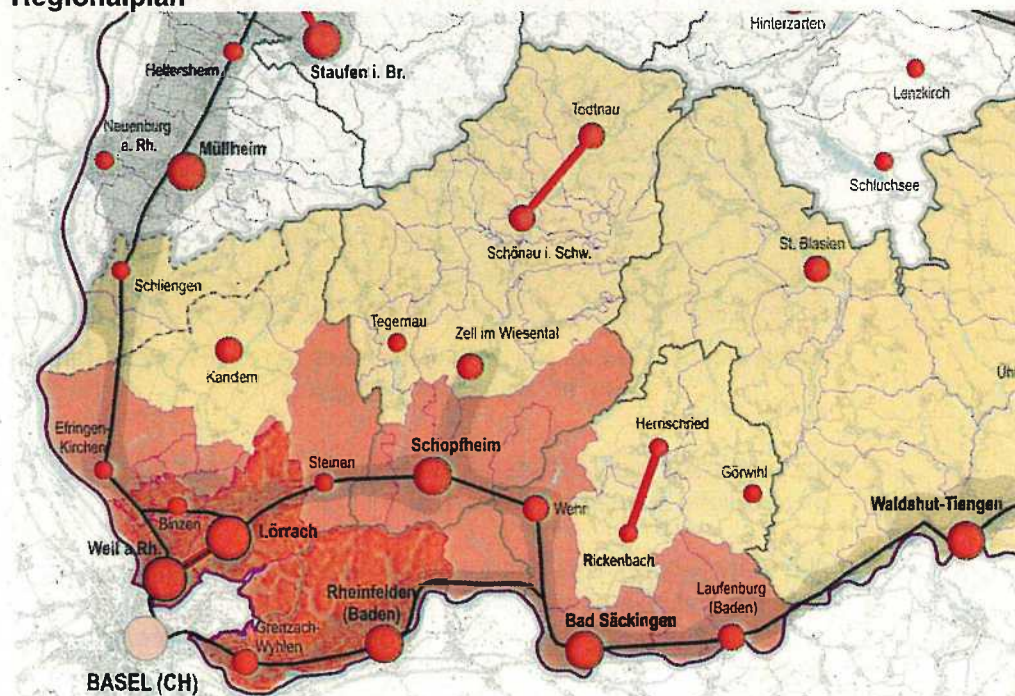 Regionalplan
Hinterzarten
Heitersheim
Staufen i. Br.
Lenzkirch
Todtnau
Neuenburg
a. Rh.
Müllheim
Schluchsee
Schönau i. Schw.
St. Blasien
Schliengen
Tegernau
Zell im Wiesental
Kandern
Efringen-
Kirchen
Herrischried
Schopfheim
Steinen
Görwihl
Binzen
Wehr
Waldshut-Tiengen
Lörrach
Weil a.Rh.
Rickenbach
Rheinfelden
(Baden)
Laufenburg
(Baden)
Grenzach-
Wyhlen
Bad Säckingen
BASEL (CH)